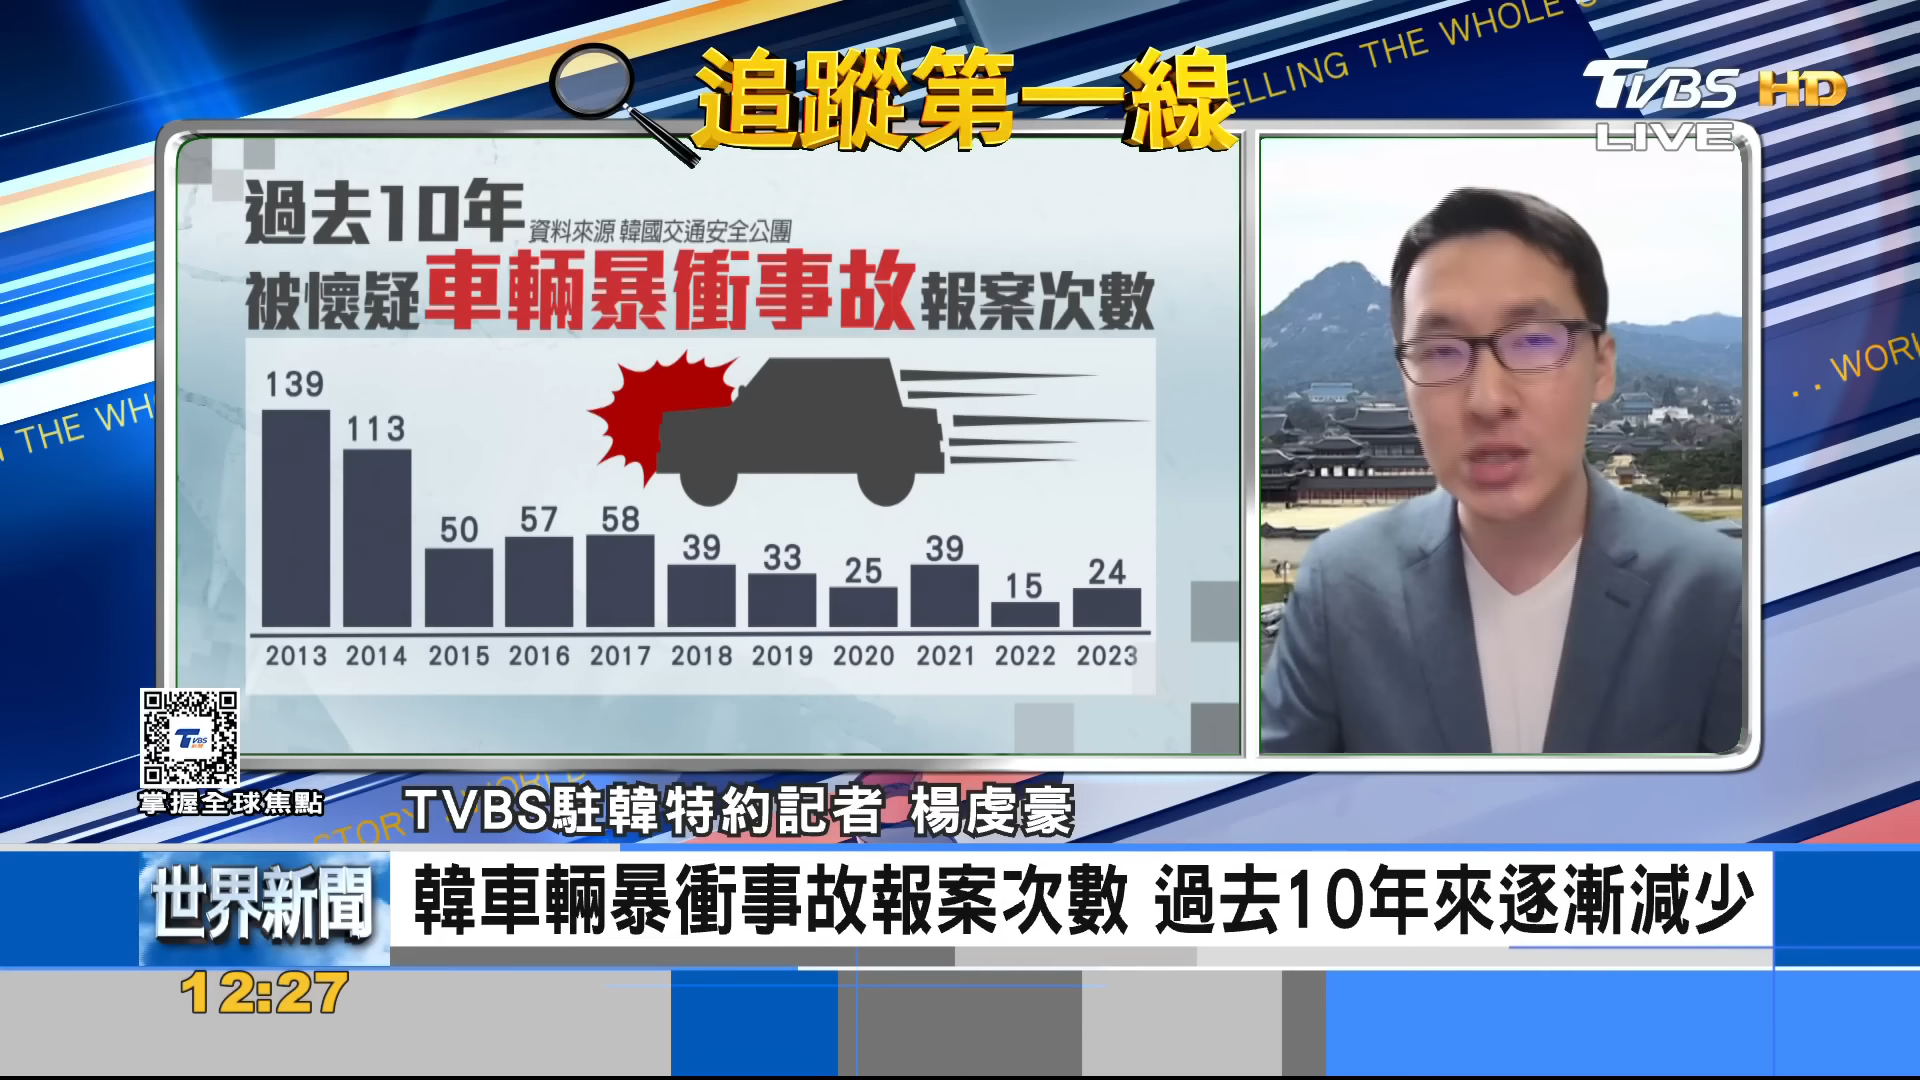 追蹤第一線
ELLING THE WHOLE S
TVBS HD
LIVE
過去10年 資料來源 韓國交通安全公團
被懷疑車輛暴衝事故報案次數
139
113
50
57
58
39
33
25
39
15
24
2013 2014 2015 2016 2017 2018 2019 2020 2021 2022 2023
THE WH
.. WOR
TVBS
STORY
WORLD
掌握全球焦點
TVBS駐韓特約記者 楊虔豪
世界新聞
韓車輛暴衝事故報案次數 過去10年來逐漸減少
12:27